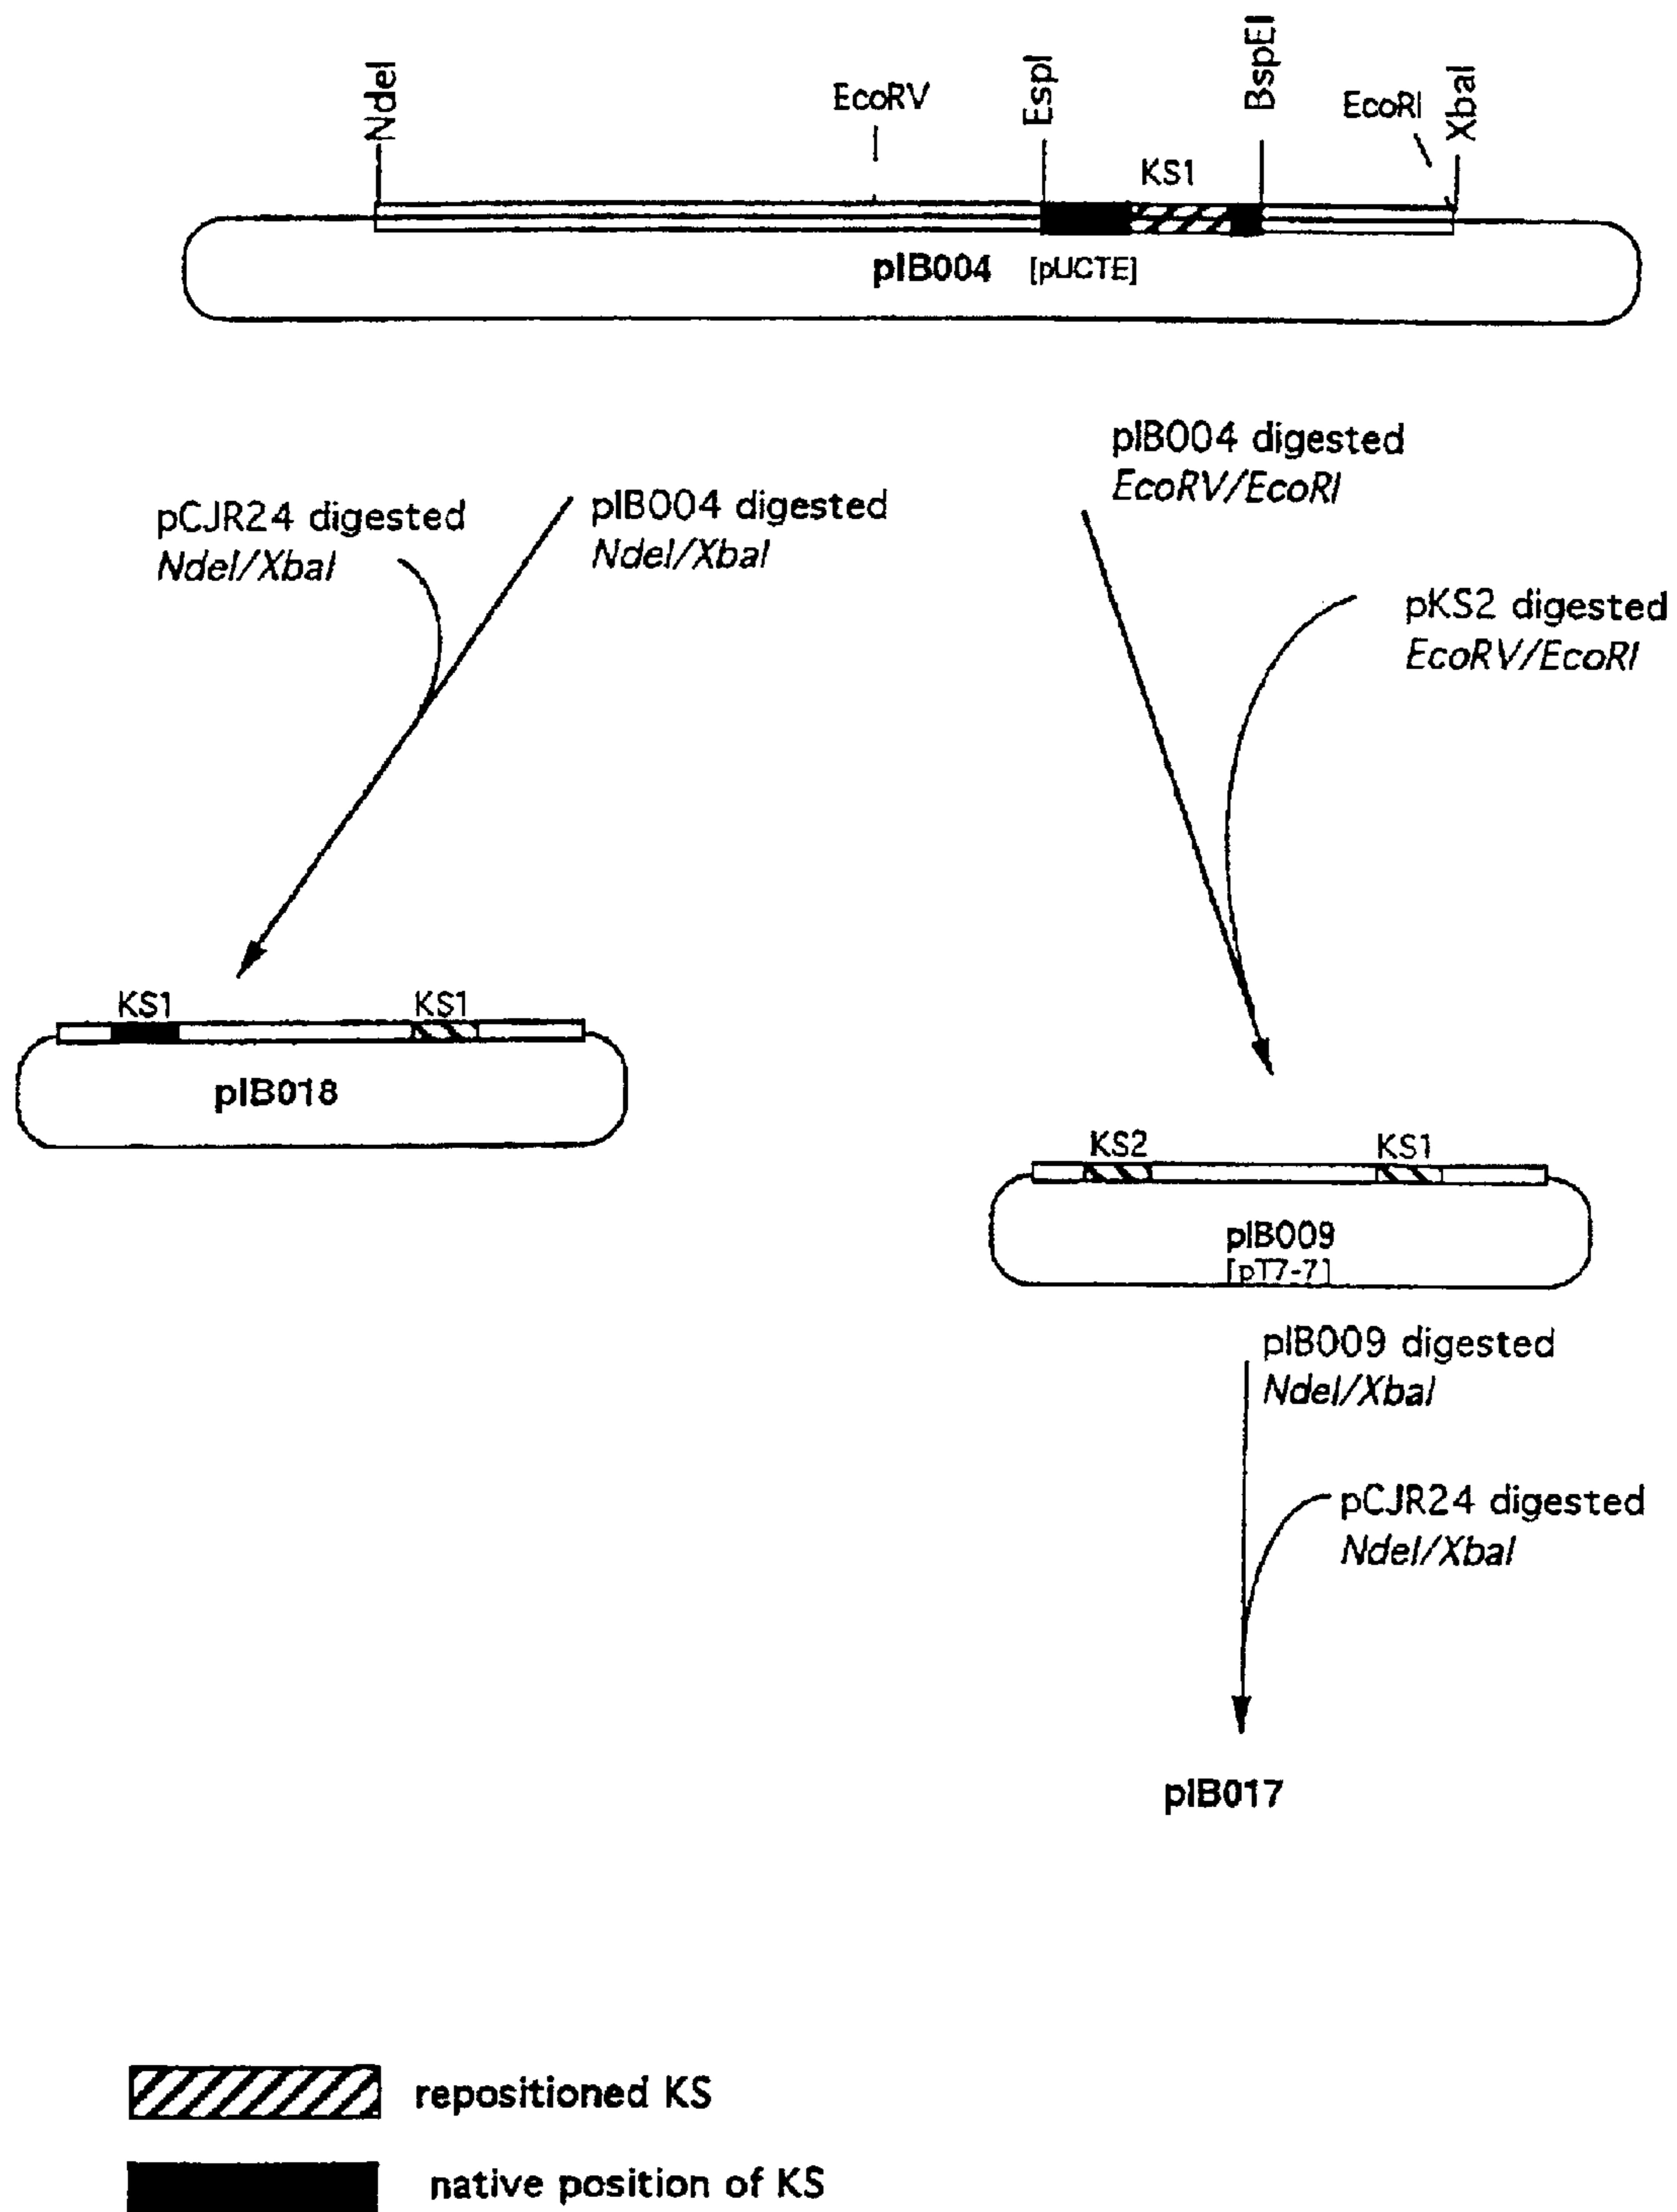 NdeI
EcoRV
EspI
KS1
BspEI
EcoRI
XbaI
pIB004 [pUCTE]
pCJR24 digested
NdeI/XbaI
pIB004 digested
NdeI/XbaI
pIB004 digested
EcoRV/EcoRI
pKS2 digested
EcoRV/EcoRI
KS1 KS1
pIB018
KS2 KS1
pIB009
[pT7-7]
pIB009 digested
NdeI/XbaI
pCJR24 digested
NdeI/XbaI
pIB017
repositioned KS
native position of KS